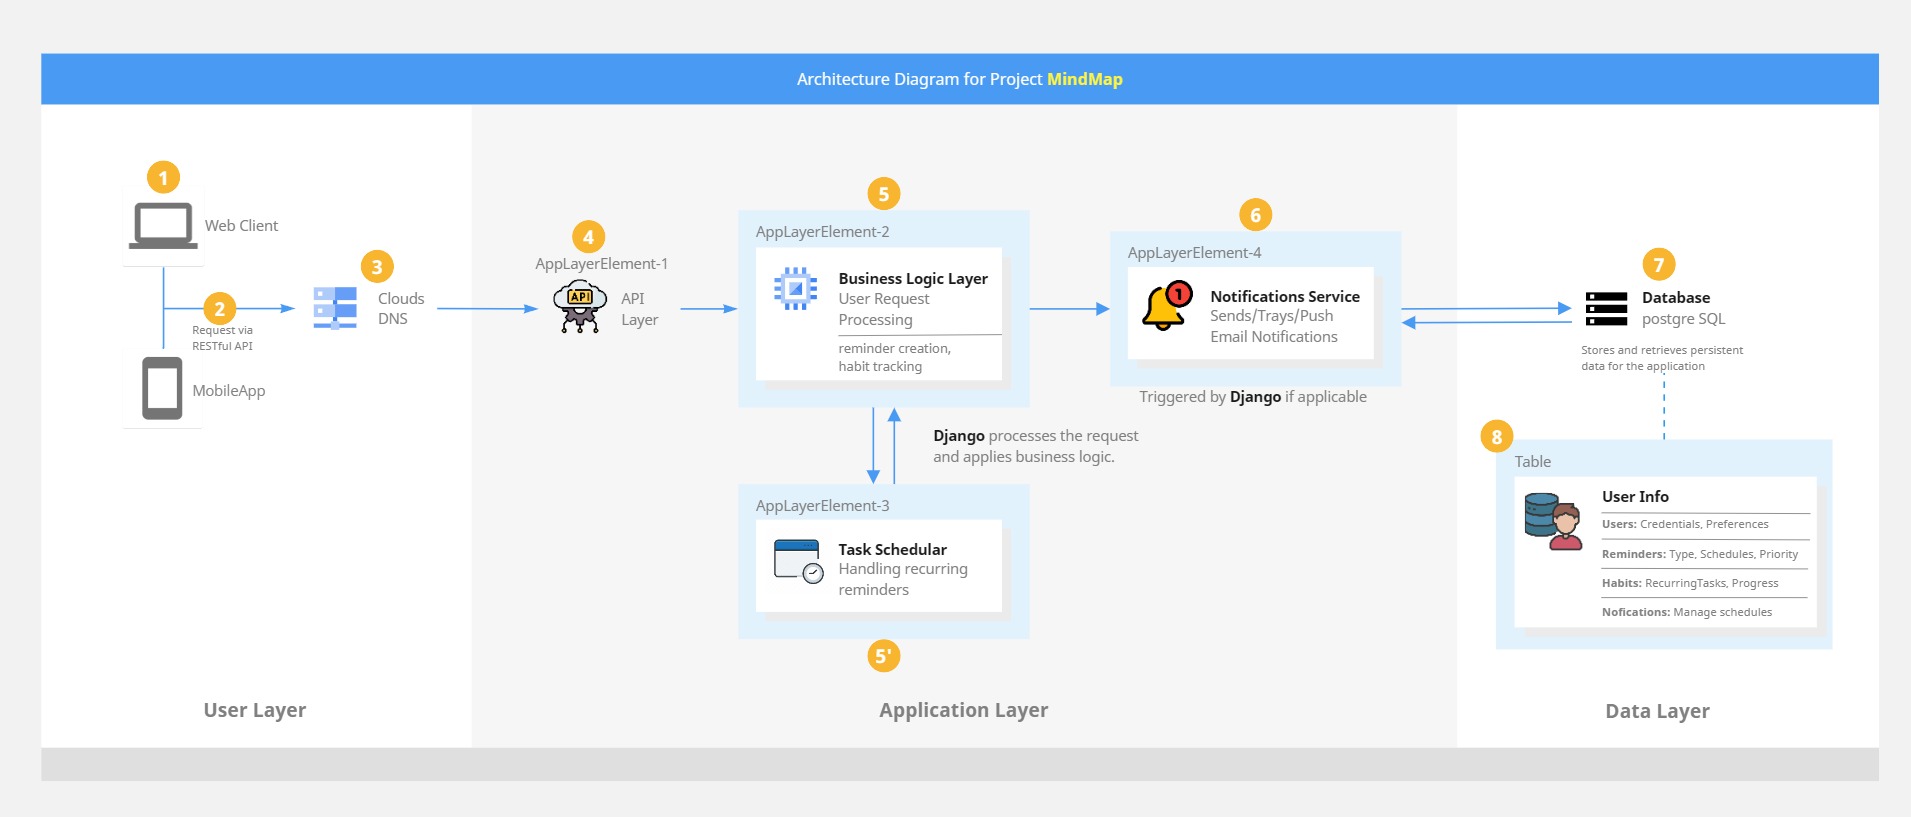 Architecture Diagram for Project MindMap
1
Web Client
2
Request via
RESTful API
MobileApp
3
Clouds
DNS
User Layer
4
AppLayerElement-1
API
API
Layer
5
AppLayerElement-2
Business Logic Layer
User Request
Processing
reminder creation,
habit tracking
Django processes the request
and applies business logic.
AppLayerElement-3
Task Schedular
Handling recurring
reminders
5'
6
AppLayerElement-4
1
Notifications Service
Sends/Trays/Push
Email Notifications
Triggered by Django if applicable
Application Layer
7
Database
postgre SQL
Stores and retrieves persistent
data for the application
8
Table
User Info
Users: Credentials, Preferences
Reminders: Type, Schedules, Priority
Habits: RecurringTasks, Progress
Nofications: Manage schedules
Data Layer